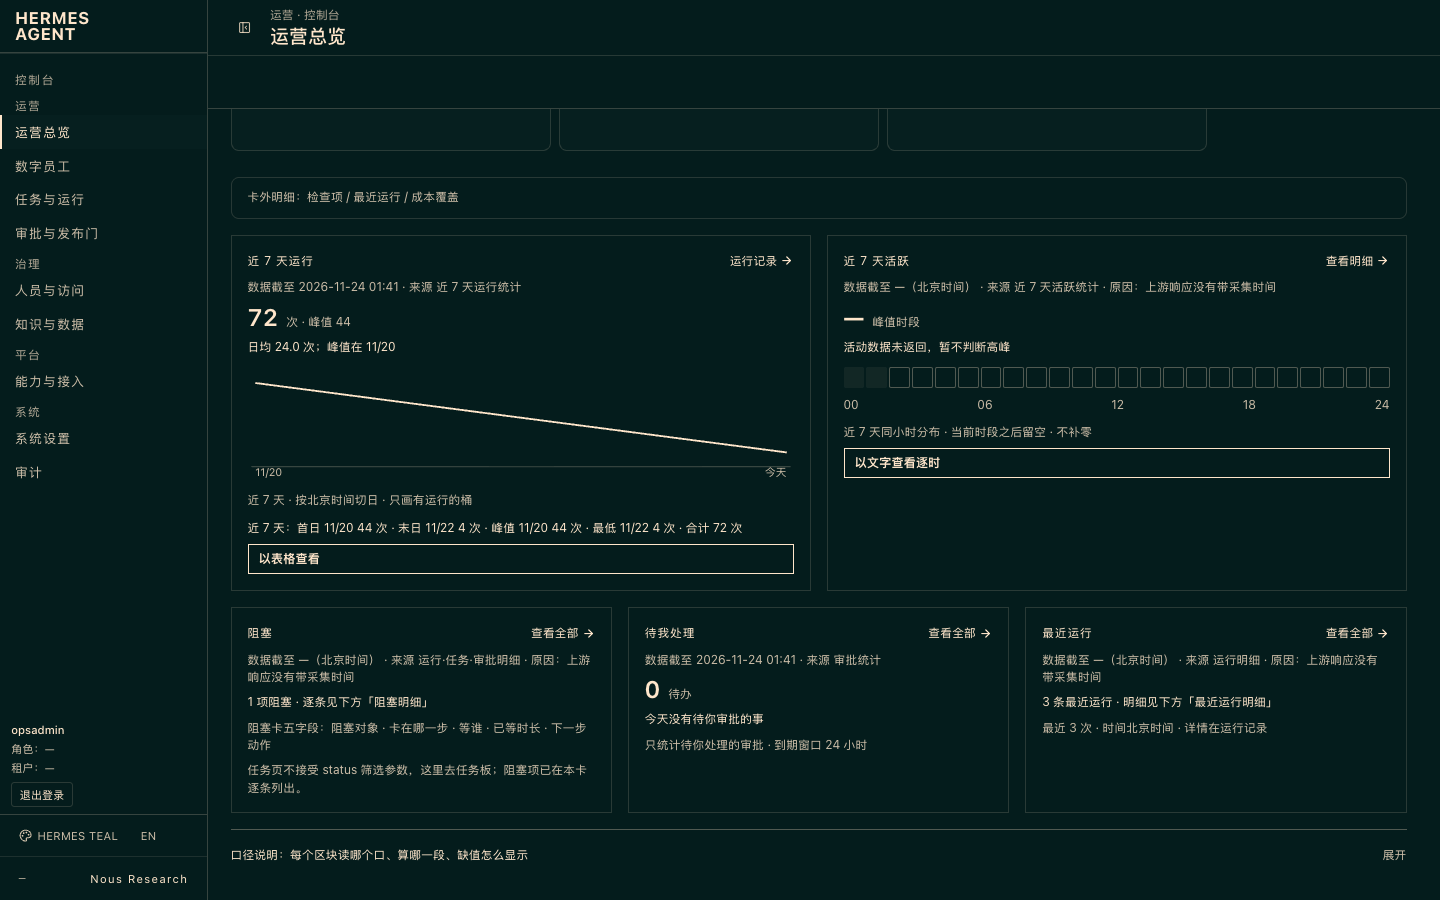 HERMES
AGENT
控制台
运营
运营总览
数字员工
任务与运行
审批与发布门
治理
人员与访问
知识与数据
平台
能力与接入
系统
系统设置
审计
opsadmin
角色：—
租户：—
退出登录
HERMES TEAL EN
— Nous Research
运营 · 控制台
运营总览
卡外明细：检查项 / 最近运行 / 成本覆盖
近 7 天运行 运行记录 →
数据截至 2026-11-24 01:41 · 来源 近 7 天运行统计
72 次 · 峰值 44
日均 24.0 次；峰值在 11/20
11/20 今天
近 7 天 · 按北京时间切日 · 只画有运行的桶
近 7 天：首日 11/20 44 次 · 末日 11/22 4 次 · 峰值 11/20 44 次 · 最低 11/22 4 次 · 合计 72 次
以表格查看
近 7 天活跃 查看明细 →
数据截至 —（北京时间） · 来源 近 7 天活跃统计 · 原因：上游响应没有带采集时间
— 峰值时段
活动数据未返回，暂不判断高峰
00 06 12 18 24
近 7 天同小时分布 · 当前时段之后留空 · 不补零
以文字查看逐时
阻塞 查看全部 →
数据截至 —（北京时间） · 来源 运行·任务·审批明细 · 原因：上游
响应没有带采集时间
1 项阻塞 · 逐条见下方「阻塞明细」
阻塞卡五字段：阻塞对象 · 卡在哪一步 · 等谁 · 已等时长 · 下一步
动作
任务页不接受 status 筛选参数，这里去任务板；阻塞项已在本卡
逐条列出。
待我处理 查看全部 →
数据截至 2026-11-24 01:41 · 来源 审批统计
0 待办
今天没有待你审批的事
只统计待你处理的审批 · 到期窗口 24 小时
最近运行 查看全部 →
数据截至 —（北京时间） · 来源 运行明细 · 原因：上游响应没有
带采集时间
3 条最近运行 · 明细见下方「最近运行明细」
最近 3 次 · 时间北京时间 · 详情在运行记录
口径说明：每个区块读哪个口、算哪一段、缺值怎么显示 展开